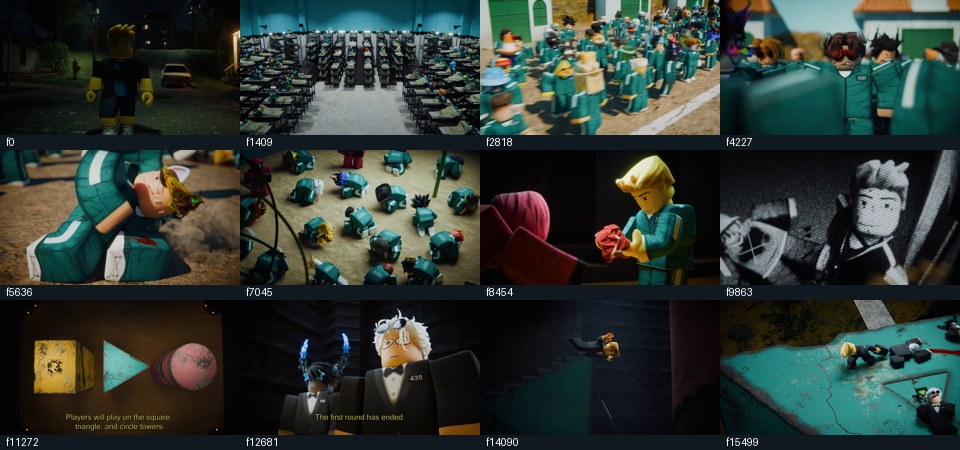 f0
f1409
f2818
f4227
f5636
f7045
f8454
f9863
Players will play on the square,
triangle, and circle towers.
435
The first round has ended.
f11272
f12681
f14090
f15499